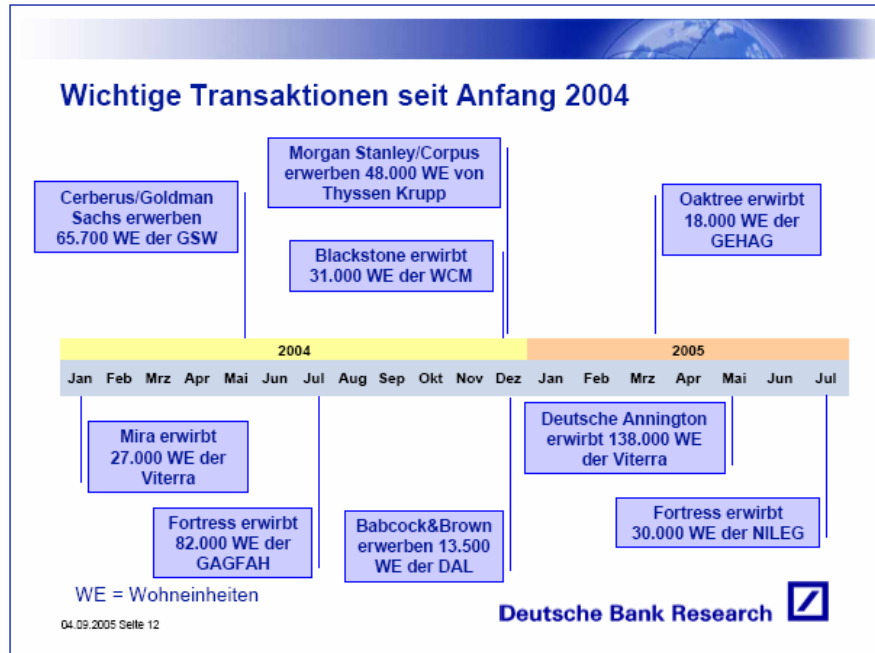 Wichtige Transaktionen seit Anfang 2004
Morgan Stanley/Corpus
erwerben 48.000 WE von
Thyssen Krupp
Cerberus/Goldman
Sachs erwerben
65.700 WE der GSW
Oaktree erwirbt
18.000 WE der
GEHAG
Blackstone erwirbt
31.000 WE der WCM
2004 2005
Jan Feb Mrz Apr Mai Jun Jul Aug Sep Okt Nov Dez Jan Feb Mrz Apr Mai Jun Jul
Mira erwirbt
27.000 WE der
Viterra
Deutsche Annington
erwirbt 138.000 WE
der Viterra
Fortress erwirbt
82.000 WE der
GAGFAH
Babcock&Brown
erwerben 13.500
WE der DAL
Fortress erwirbt
30.000 WE der NILEG
WE = Wohneinheiten
04.09.2005 Seite 12
Deutsche Bank Research